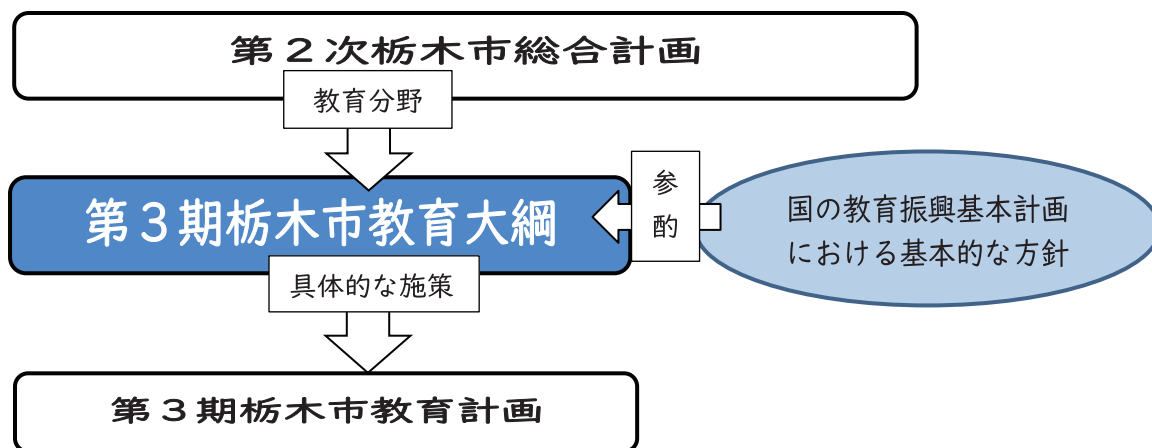 第２次栃木市総合計画
教育分野
第３期栃木市教育大綱
参酌
国の教育振興基本計画
における基本的な方針
具体的な施策
第３期栃木市教育計画